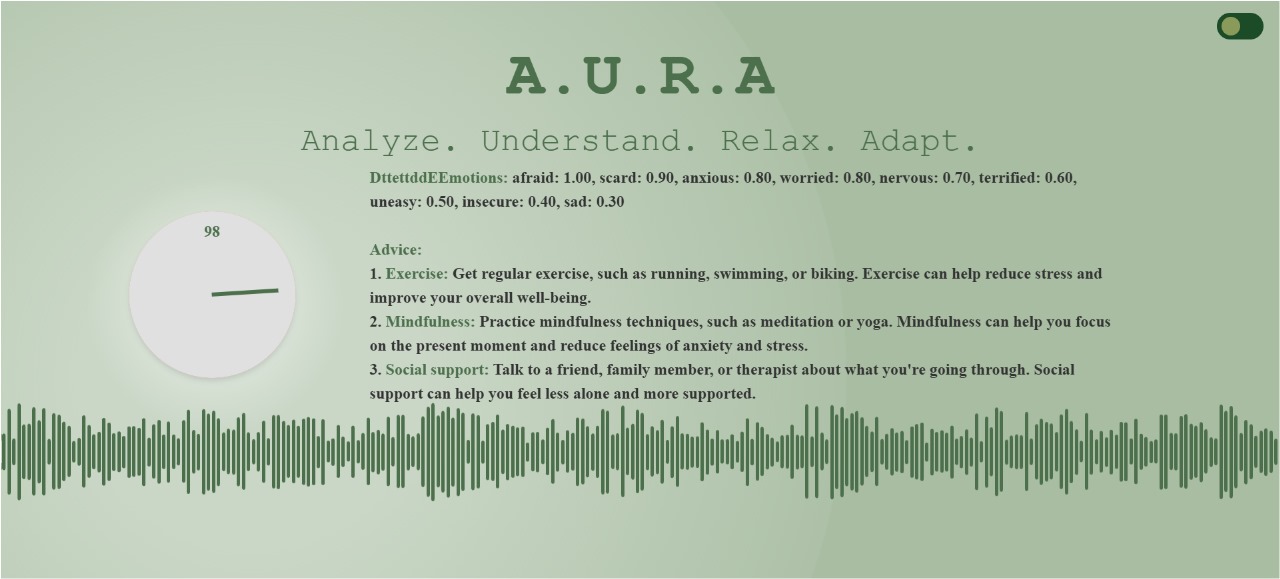 A.U.R.A
Analyze. Understand. Relax. Adapt.
DttettddEEmotions: afraid: 1.00, scard: 0.90, anxious: 0.80, worried: 0.80, nervous: 0.70, terrified: 0.60,
uneasy: 0.50, insecure: 0.40, sad: 0.30
98
Advice:
1. Exercise: Get regular exercise, such as running, swimming, or biking. Exercise can help reduce stress and
improve your overall well-being.
2. Mindfulness: Practice mindfulness techniques, such as meditation or yoga. Mindfulness can help you focus
on the present moment and reduce feelings of anxiety and stress.
3. Social support: Talk to a friend, family member, or therapist about what you're going through. Social
support can help you feel less alone and more supported.